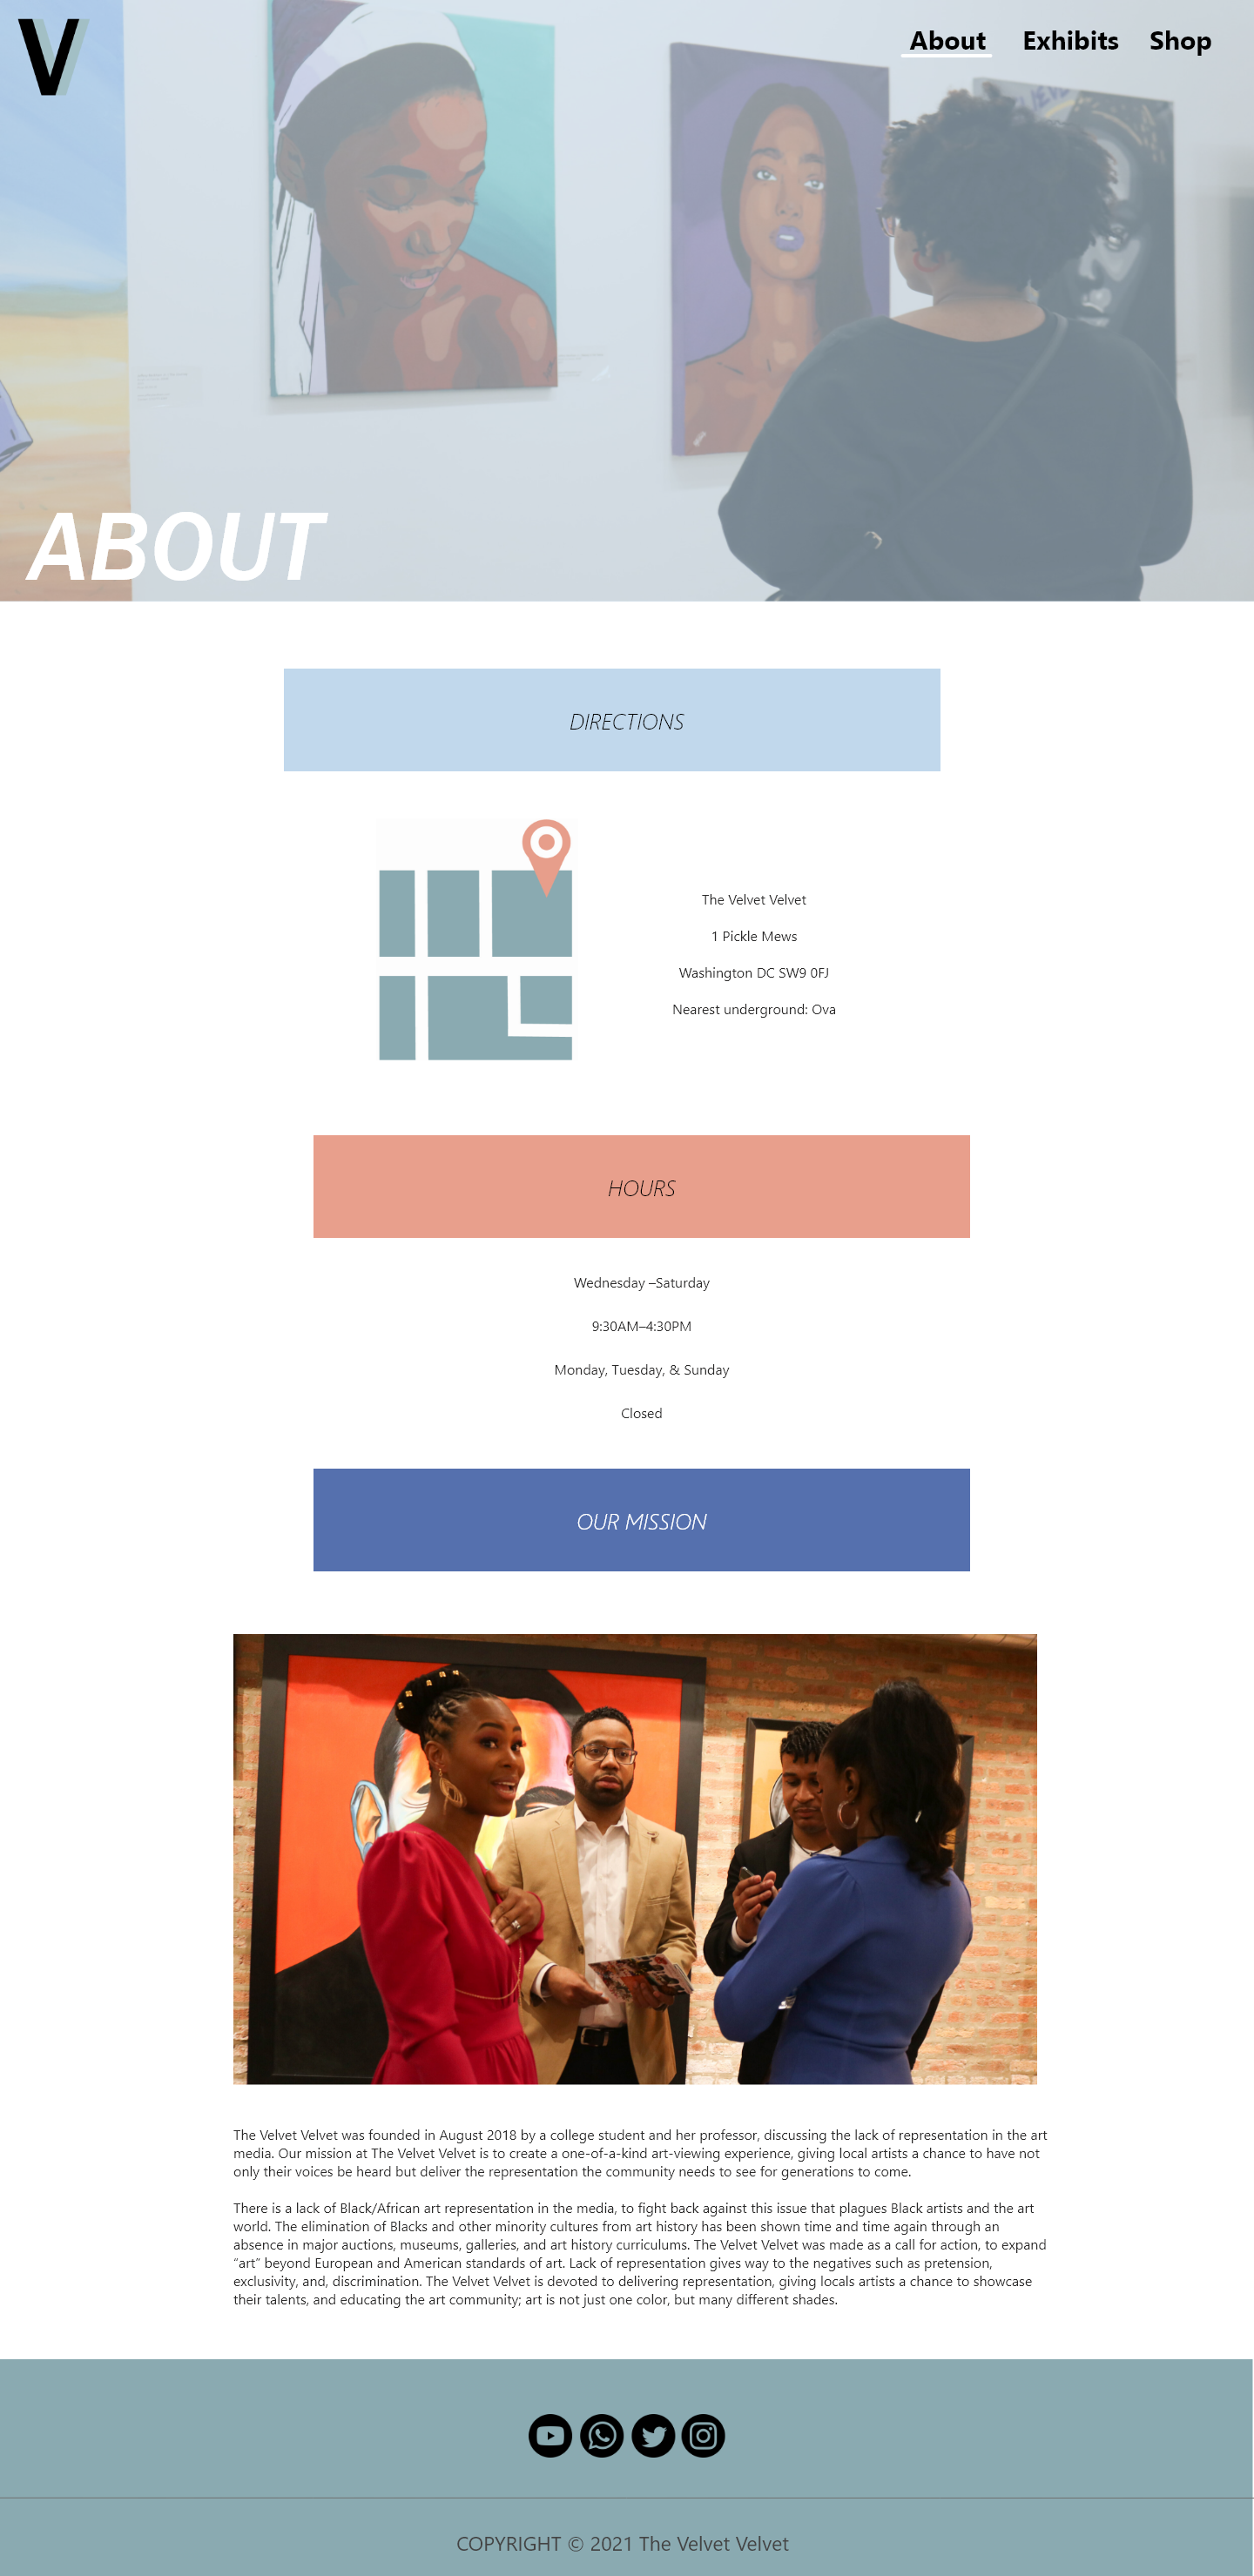 V
About Exhibits Shop
ABOUT
DIRECTIONS
The Velvet Velvet
1 Pickle Mews
Washington DC SW9 0FJ
Nearest underground: Ova
HOURS
Wednesday –Saturday
9:30AM–4:30PM
Monday, Tuesday, & Sunday
Closed
OUR MISSION
The Velvet Velvet was founded in August 2018 by a college student and her professor, discussing the lack of representation in the art
media. Our mission at The Velvet Velvet is to create a one-of-a-kind art-viewing experience, giving local artists a chance to have not
only their voices be heard but deliver the representation the community needs to see for generations to come.
There is a lack of Black/African art representation in the media, to fight back against this issue that plagues Black artists and the art
world. The elimination of Blacks and other minority cultures from art history has been shown time and time again through an
absence in major auctions, museums, galleries, and art history curriculums. The Velvet Velvet was made as a call for action, to expand
“art” beyond European and American standards of art. Lack of representation gives way to the negatives such as pretension,
exclusivity, and, discrimination. The Velvet Velvet is devoted to delivering representation, giving locals artists a chance to showcase
their talents, and educating the art community; art is not just one color, but many different shades.
COPYRIGHT © 2021 The Velvet Velvet